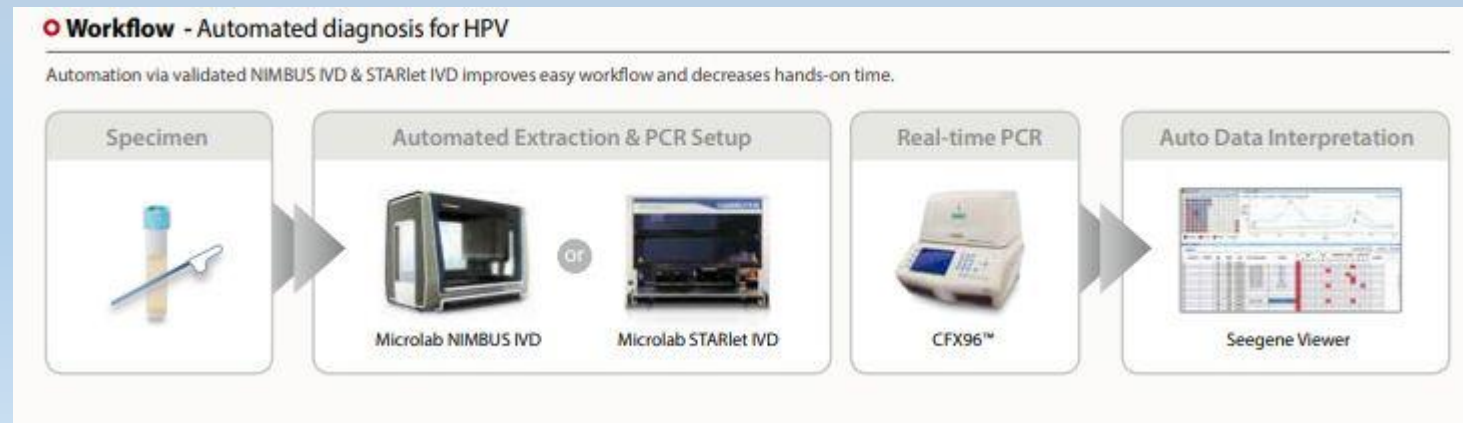 Workflow - Automated diagnosis for HPV
Automation via validated NIMBUS IVD & STARlet IVD improves easy workflow and decreases hands-on time.
Specimen
Automated Extraction & PCR Setup
Real-time PCR
Auto Data Interpretation
or
Microlab NIMBUS IVD
Microlab STARlet IVD
CFX96™
Seegene Viewer